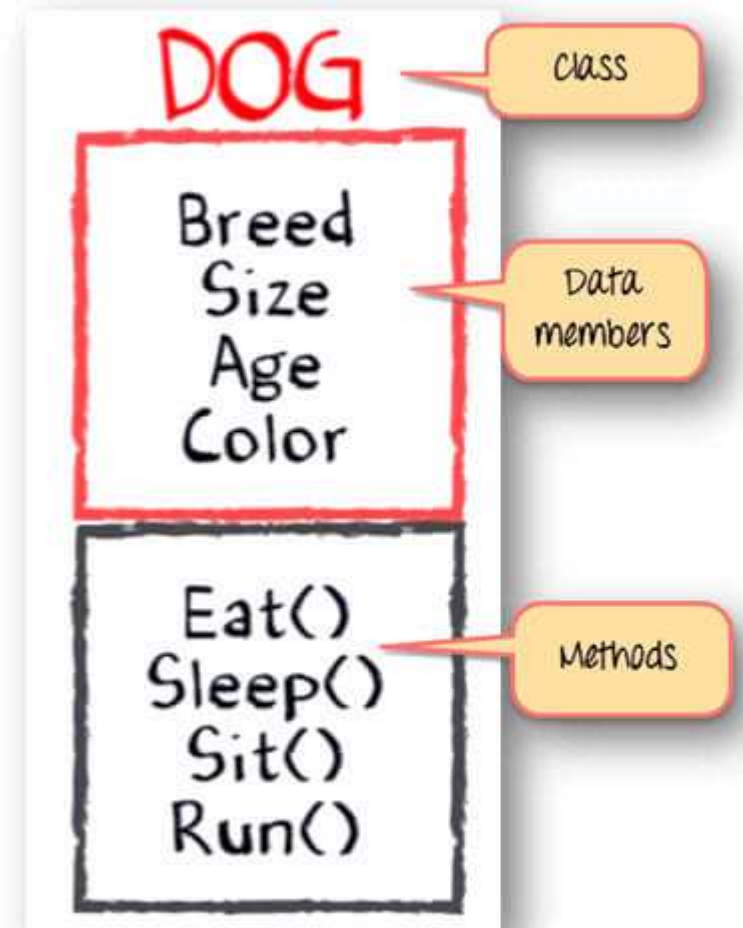 DOG
Class
Breed
Size
Age
Color
Data
members
Eat()
Sleep()
Sit()
Run()
Methods